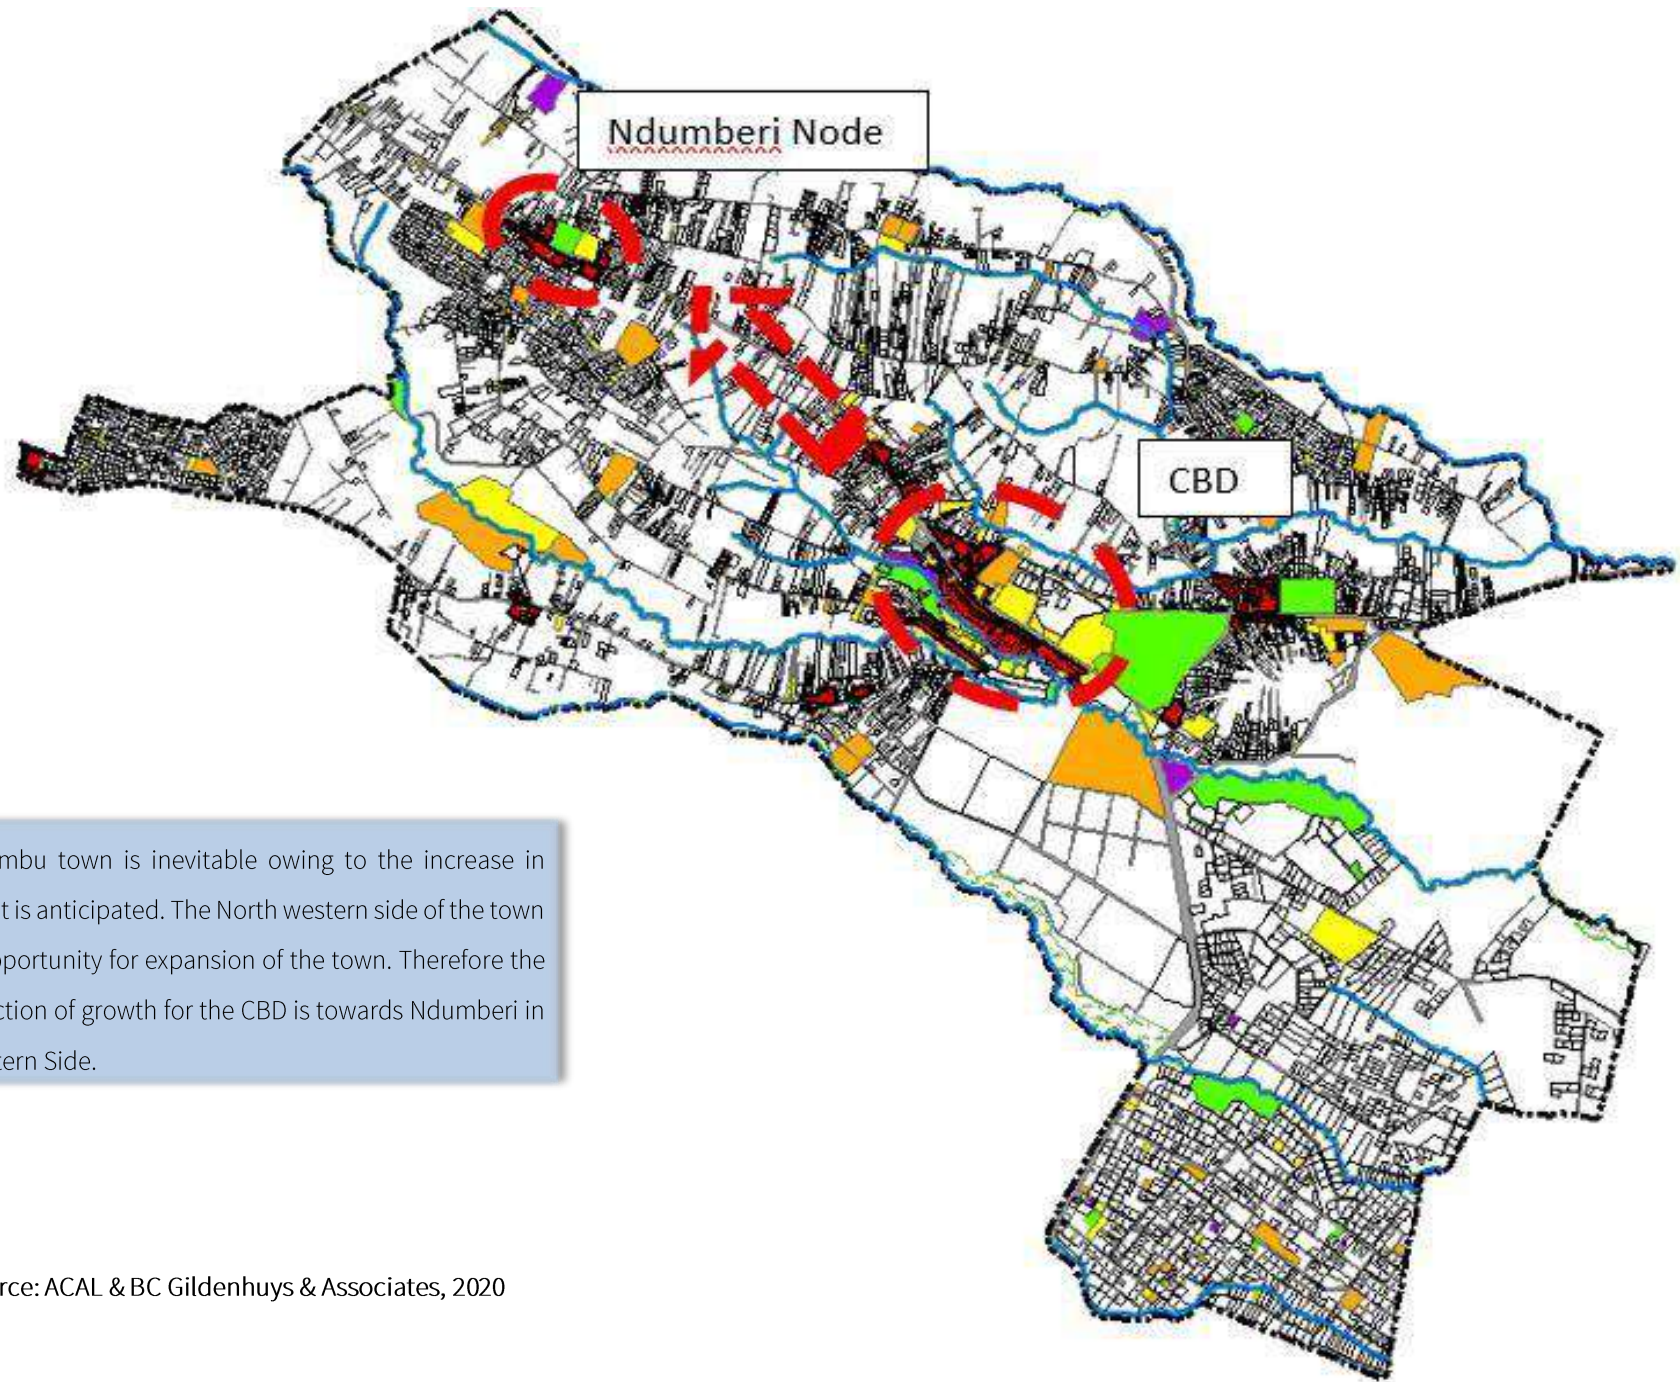 Ndumberi Node
CBD
mbu town is inevitable owing to the increase in
t is anticipated. The North western side of the town
pportunity for expansion of the town. Therefore the
ction of growth for the CBD is towards Ndumberi in
tern Side.
rce: ACAL & BC Gildenhuys & Associates, 2020